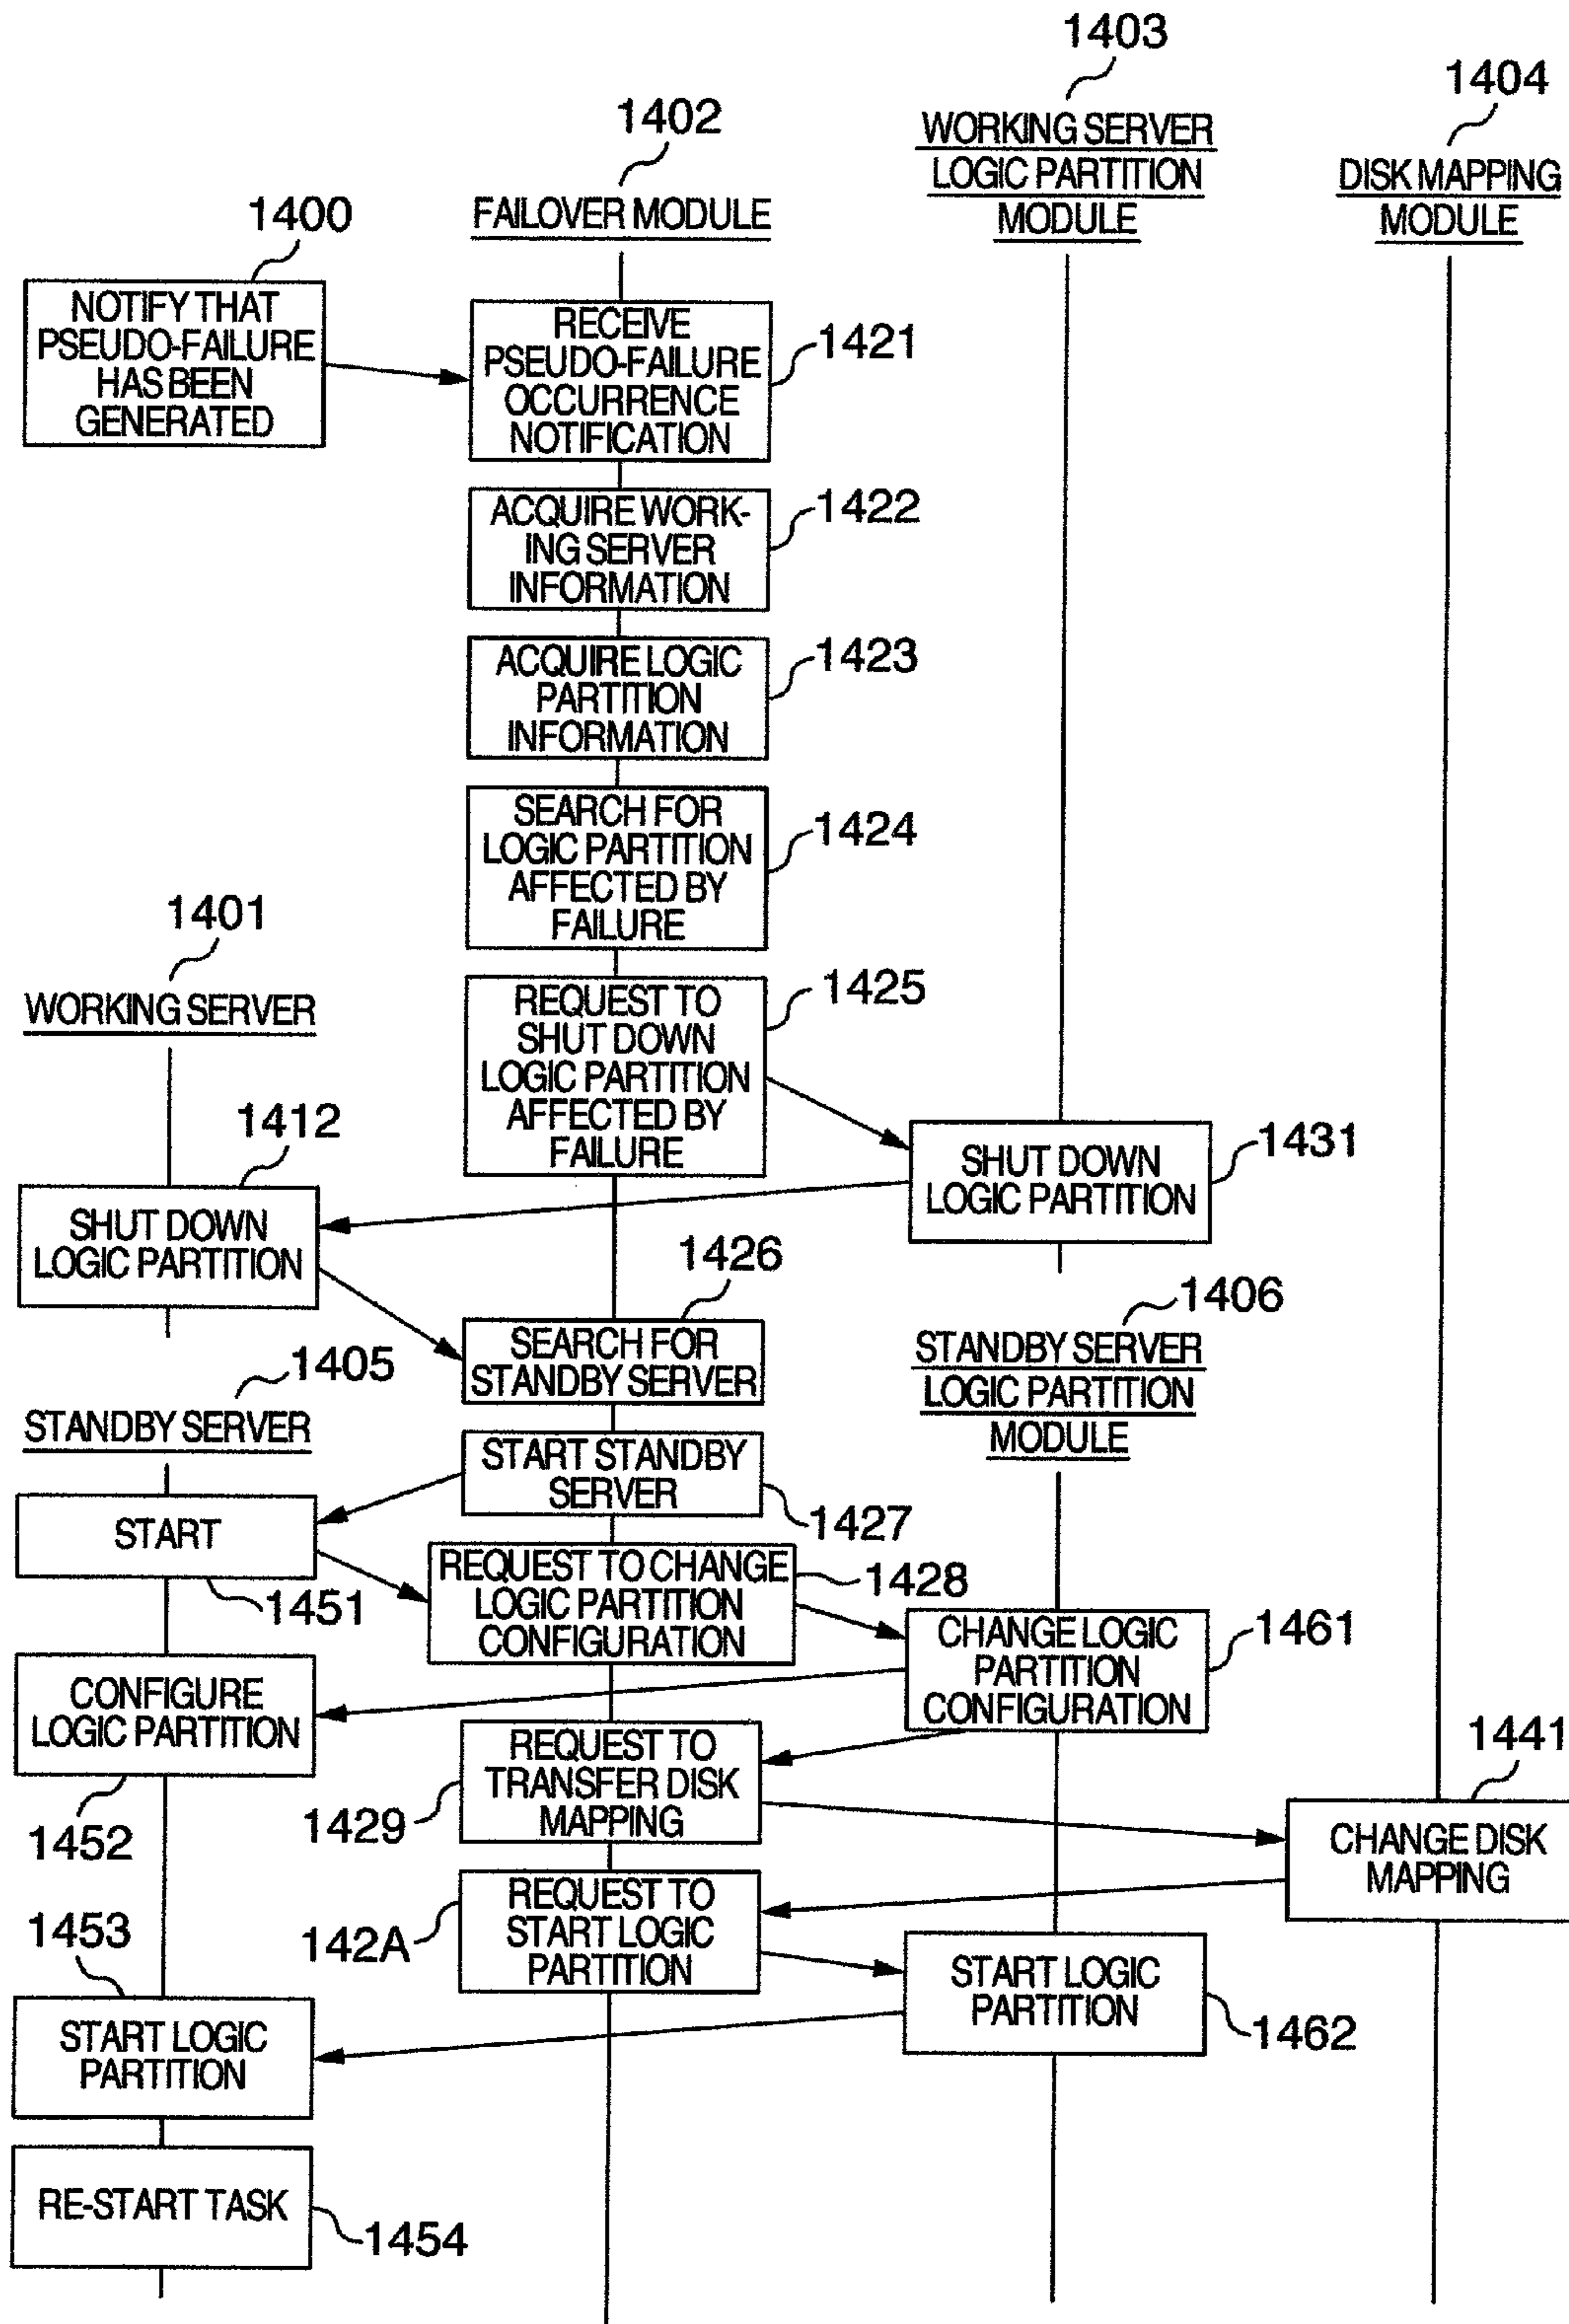 1403
WORKING SERVER
LOGIC PARTITION
MODULE
1404
DISK MAPPING
MODULE
1402
FAILOVER MODULE
1400
NOTIFY THAT
PSEUDO-FAILURE
HAS BEEN
GENERATED
RECEIVE
PSEUDO-FAILURE
OCCURRENCE
NOTIFICATION
1421
ACQUIRE WORK-
ING SERVER
INFORMATION
1422
ACQUIRE LOGIC
PARTITION
INFORMATION
1423
SEARCH FOR
LOGIC PARTITION
AFFECTED BY
FAILURE
1424
1401
WORKING SERVER
REQUEST TO
SHUT DOWN
LOGIC PARTITION
AFFECTED BY
FAILURE
1425
SHUT DOWN
LOGIC PARTITION
1431
1412
SHUT DOWN
LOGIC PARTITION
1426
SEARCH FOR
STANDBY SERVER
1406
STANDBY SERVER
LOGIC PARTITION
MODULE
1405
STANDBY SERVER
START STANDBY
SERVER
1427
START
1451
REQUEST TO CHANGE
LOGIC PARTITION
CONFIGURATION
1428
CHANGE LOGIC
PARTITION
CONFIGURATION
1461
CONFIGURE
LOGIC PARTITION
1452
REQUEST TO
TRANSFER DISK
MAPPING
1429
1441
CHANGE DISK
MAPPING
REQUEST TO
START LOGIC
PARTITION
142A
START LOGIC
PARTITION
1462
1453
START LOGIC
PARTITION
RE-START TASK
1454